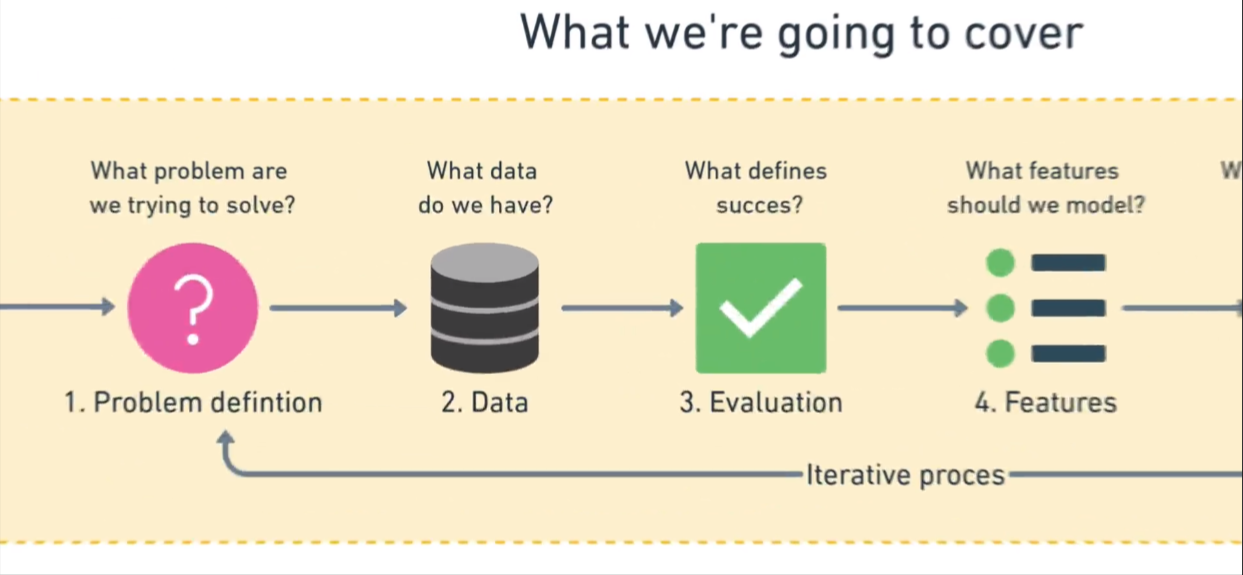 What we're going to cover
What problem are
we trying to solve?
What data
do we have?
What defines
succes?
What features
should we model?
1. Problem defintion
2. Data
3. Evaluation
4. Features
Iterative proces